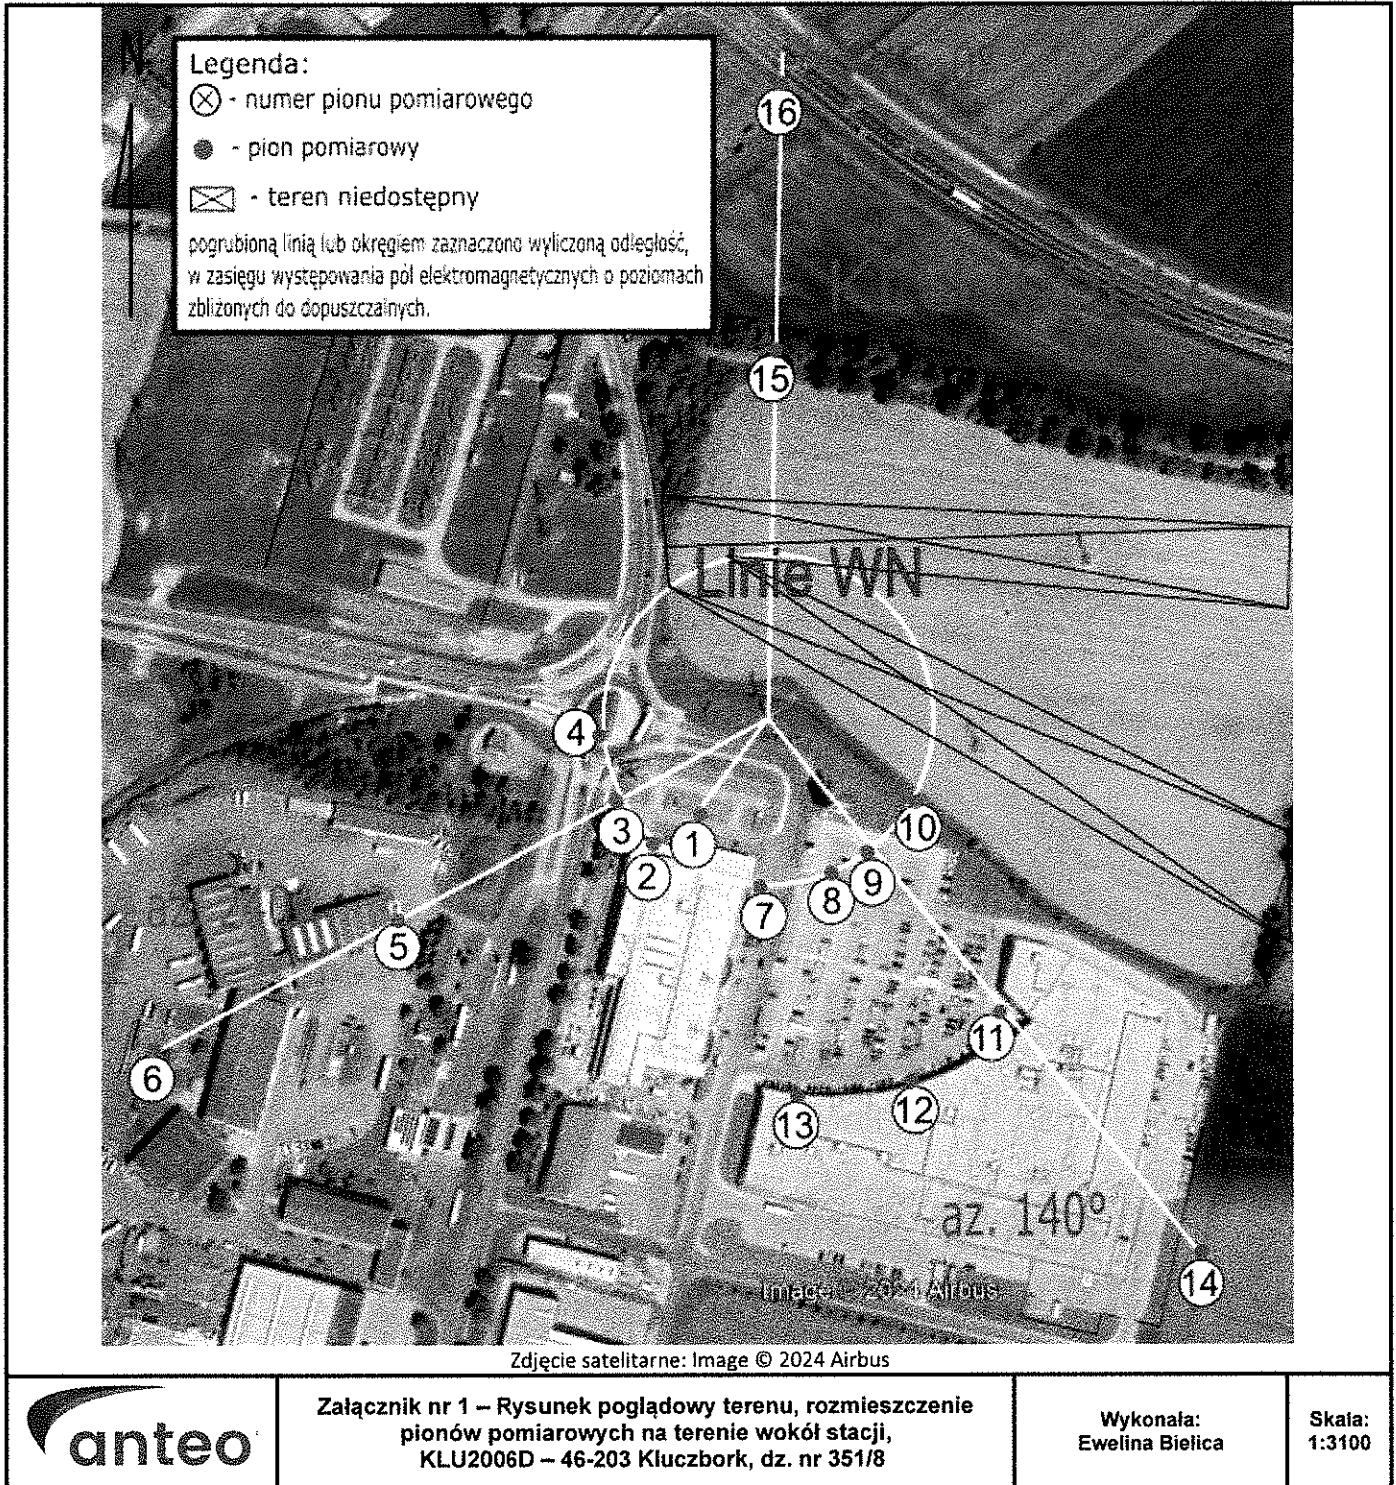 N
Legenda:
- numer pionu pomiarowego
- pion pomiarowy
- teren niedostępny
pogrubioną linią lub okręgiem zaznaczono wyliczoną odległość,
w zasięgu występowania pól elektromagnetycznych o poziomach
zbliżonych do dopuszczalnych.
16
15
Linie WN
4
3
1
2
10
9
8
7
5
6
11
12
13
az. 140º
14
Image © 2024 Airbus
Zdjęcie satelitarne: Image © 2024 Airbus
anteo
Załącznik nr 1 – Rysunek poglądowy terenu, rozmieszczenie
pionów pomiarowych na terenie wokół stacji,
KLU2006D – 46-203 Kluczbork, dz. nr 351/8
Wykonała:
Ewelina Bielica
Skala:
1:3100